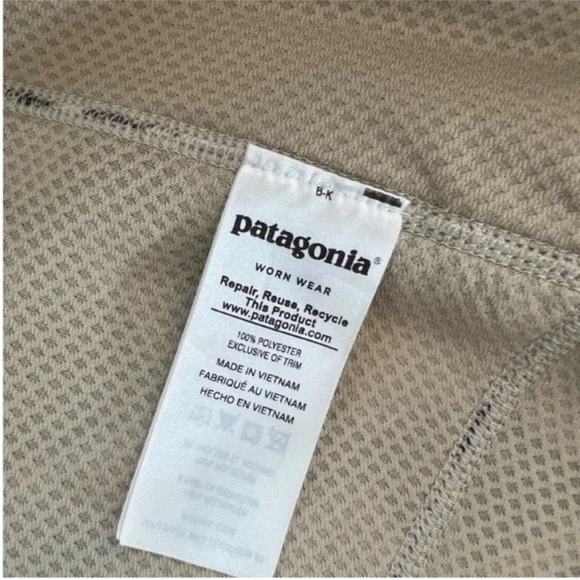 B-K
patagonia®
WORN WEAR
Repair, Reuse, Recycle
This Product
www.patagonia.com
100% POLYESTER
EXCLUSIVE OF TRIM
MADE IN VIETNAM
FABRIQUÉ AU VIETNAM
HECHO EN VIETNAM